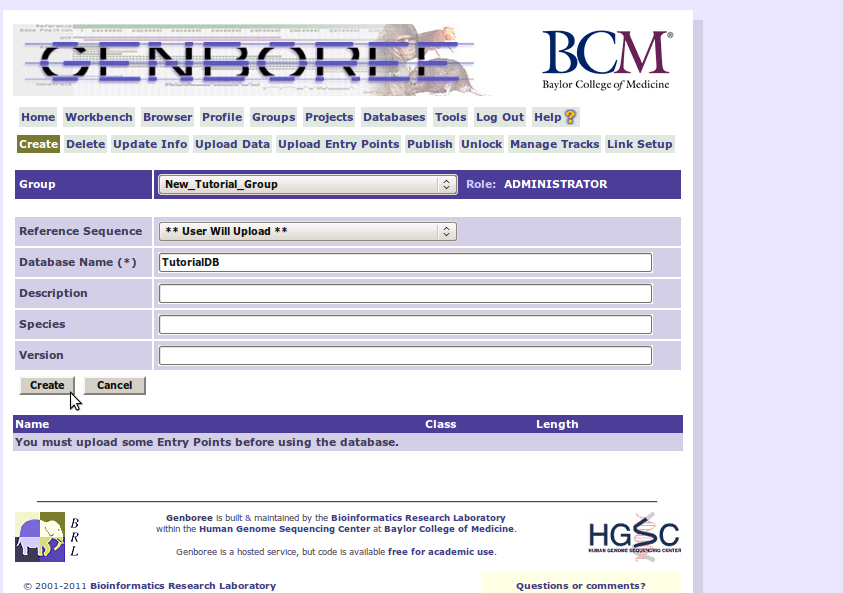 GENBOREE
BCM®
Baylor College of Medicine
Home Workbench Browser Profile Groups Projects Databases Tools Log Out Help ?
Create Delete Update Info Upload Data Upload Entry Points Publish Unlock Manage Tracks Link Setup
Group New_Tutorial_Group Role: ADMINISTRATOR
Reference Sequence ** User Will Upload **
Database Name (*) TutorialDB
Description
Species
Version
Create Cancel
Name Class Length
You must upload some Entry Points before using the database.
BRL
Genboree is built & maintained by the Bioinformatics Research Laboratory
within the Human Genome Sequencing Center at Baylor College of Medicine.
Genboree is a hosted service, but code is available free for academic use.
HGSC
HUMAN GENOME SEQUENCING CENTER
© 2001-2011 Bioinformatics Research Laboratory
Questions or comments?